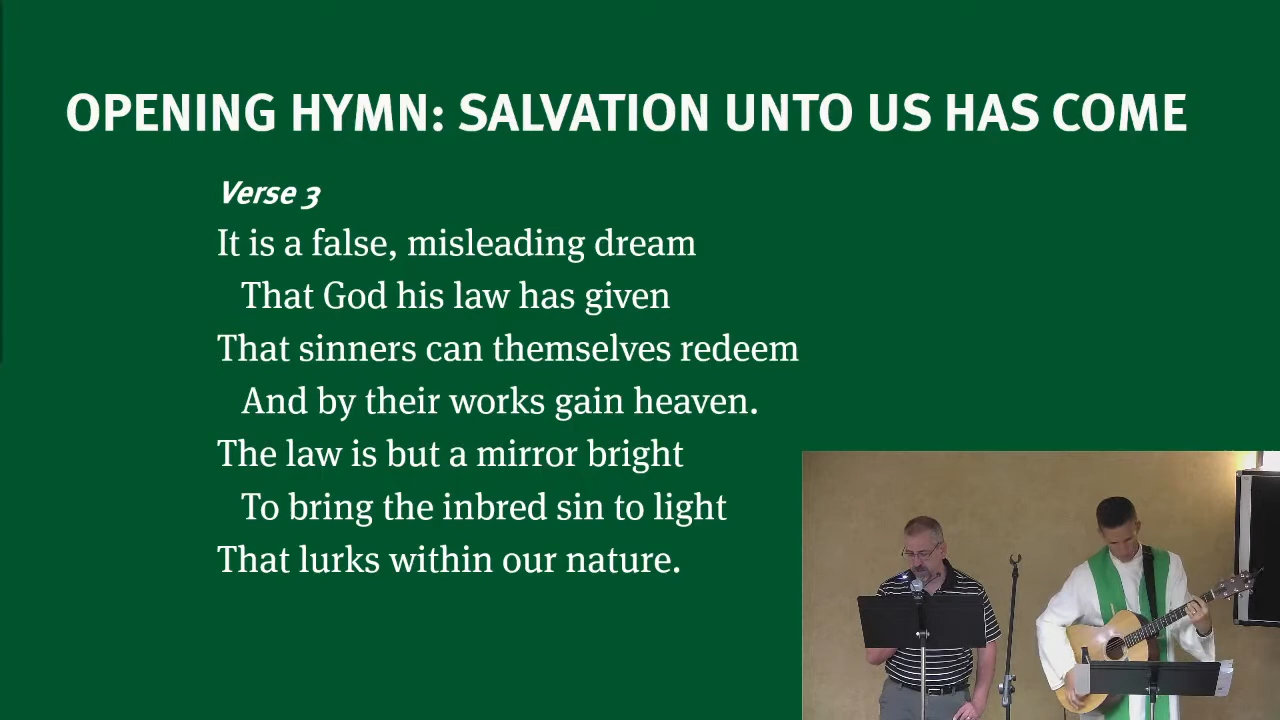 OPENING HYMN: SALVATION UNTO US HAS COME
Verse 3
It is a false, misleading dream
That God his law has given
That sinners can themselves redeem
And by their works gain heaven.
The law is but a mirror bright
To bring the inbred sin to light
That lurks within our nature.